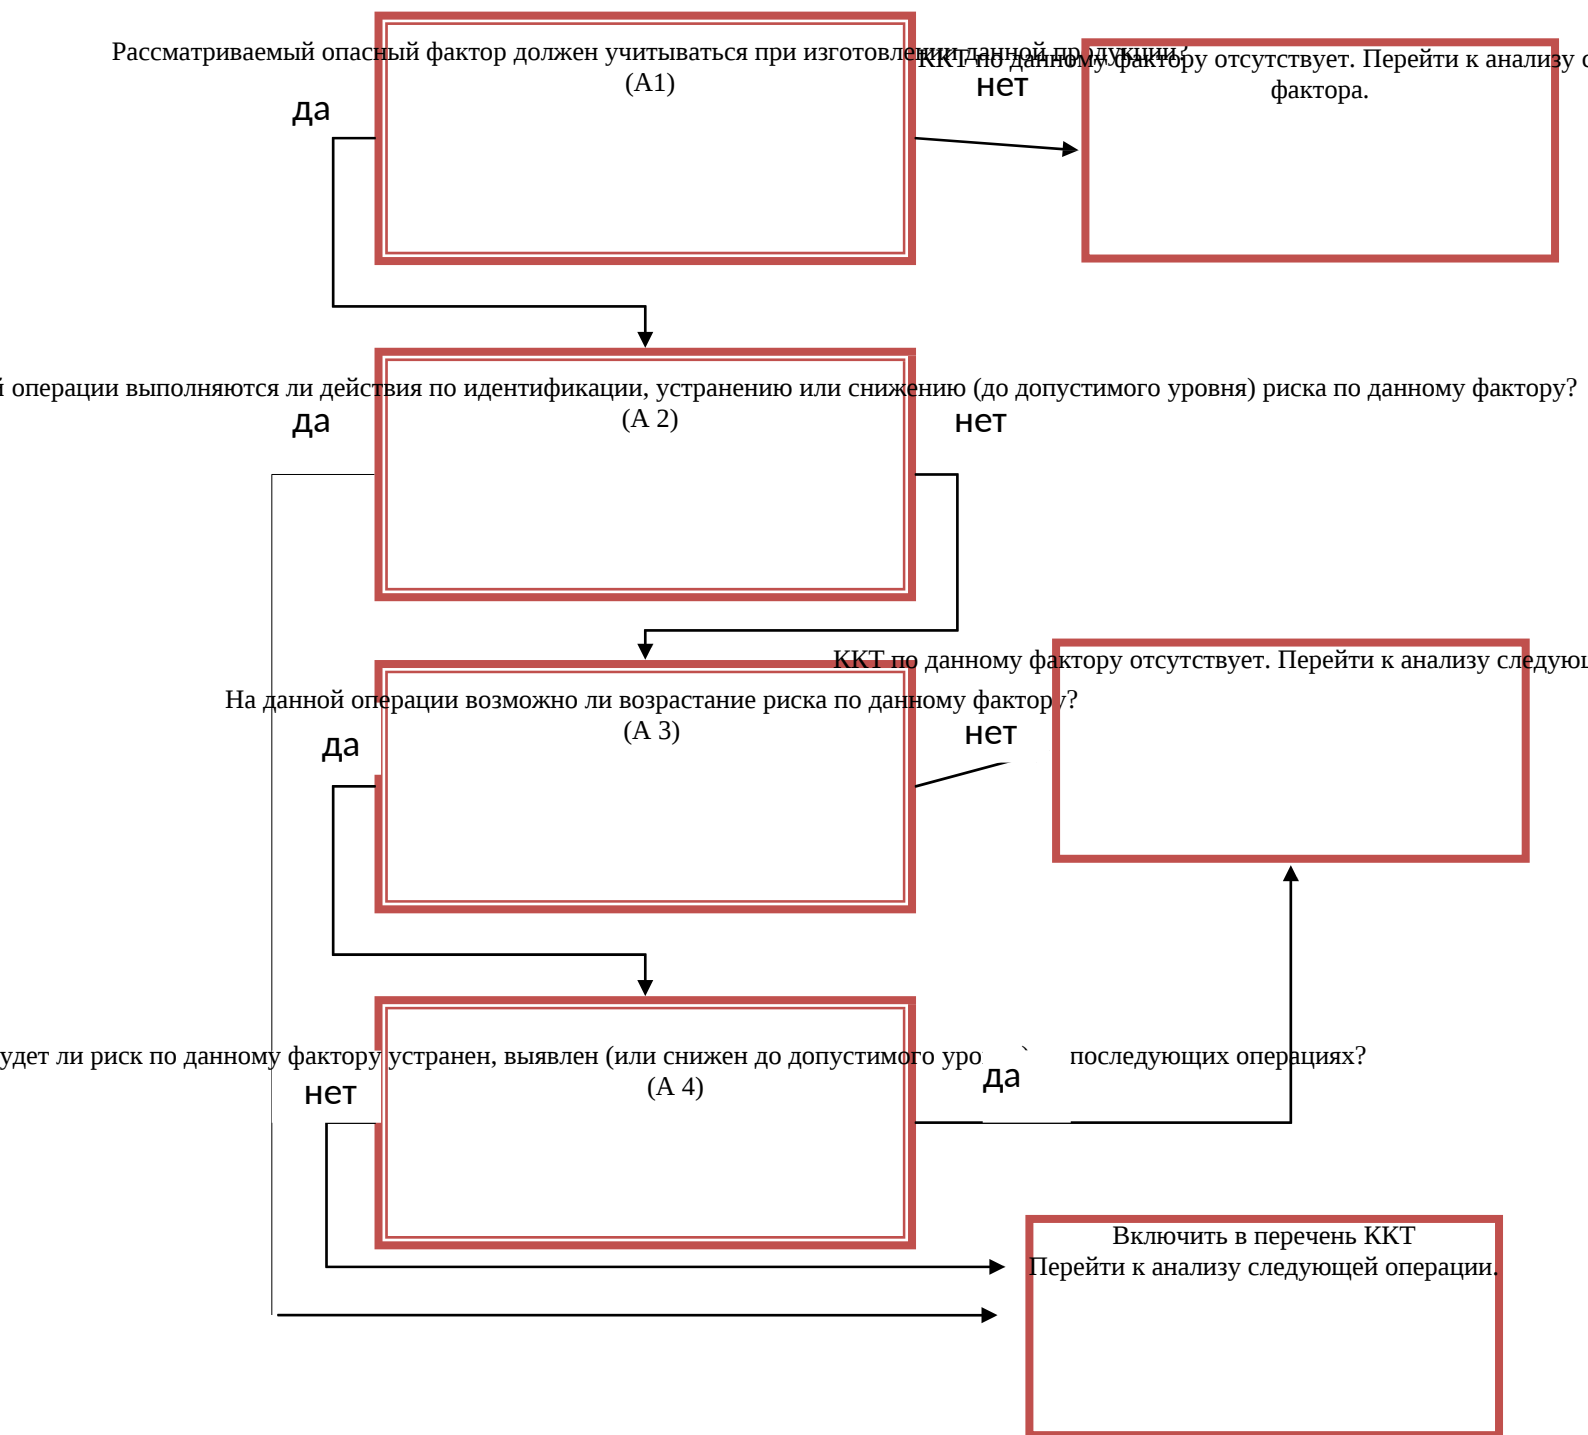 Рассматриваемый опасный фактор должен учитываться при изготовлении данной продукции?
(А1)
ККТ по данному фактору отсутствует. Перейти к анализу
фактора.
да
нет
операции выполняются ли действия по идентификации, устранению или снижению (до допустимого уровня) риска по данному фактору?
(А 2)
да
нет
ККТ по данному фактору отсутствует. Перейти к анализу
На данной операции возможно ли возрастание риска по данному фактору?
(А 3)
да
нет
ли риск по данному фактору устранен, выявлен (или снижен до допустимого уро ` последующих операциях?
(А 4)
да
нет
Включить в перечень ККТ
Перейти к анализу следующей операции.